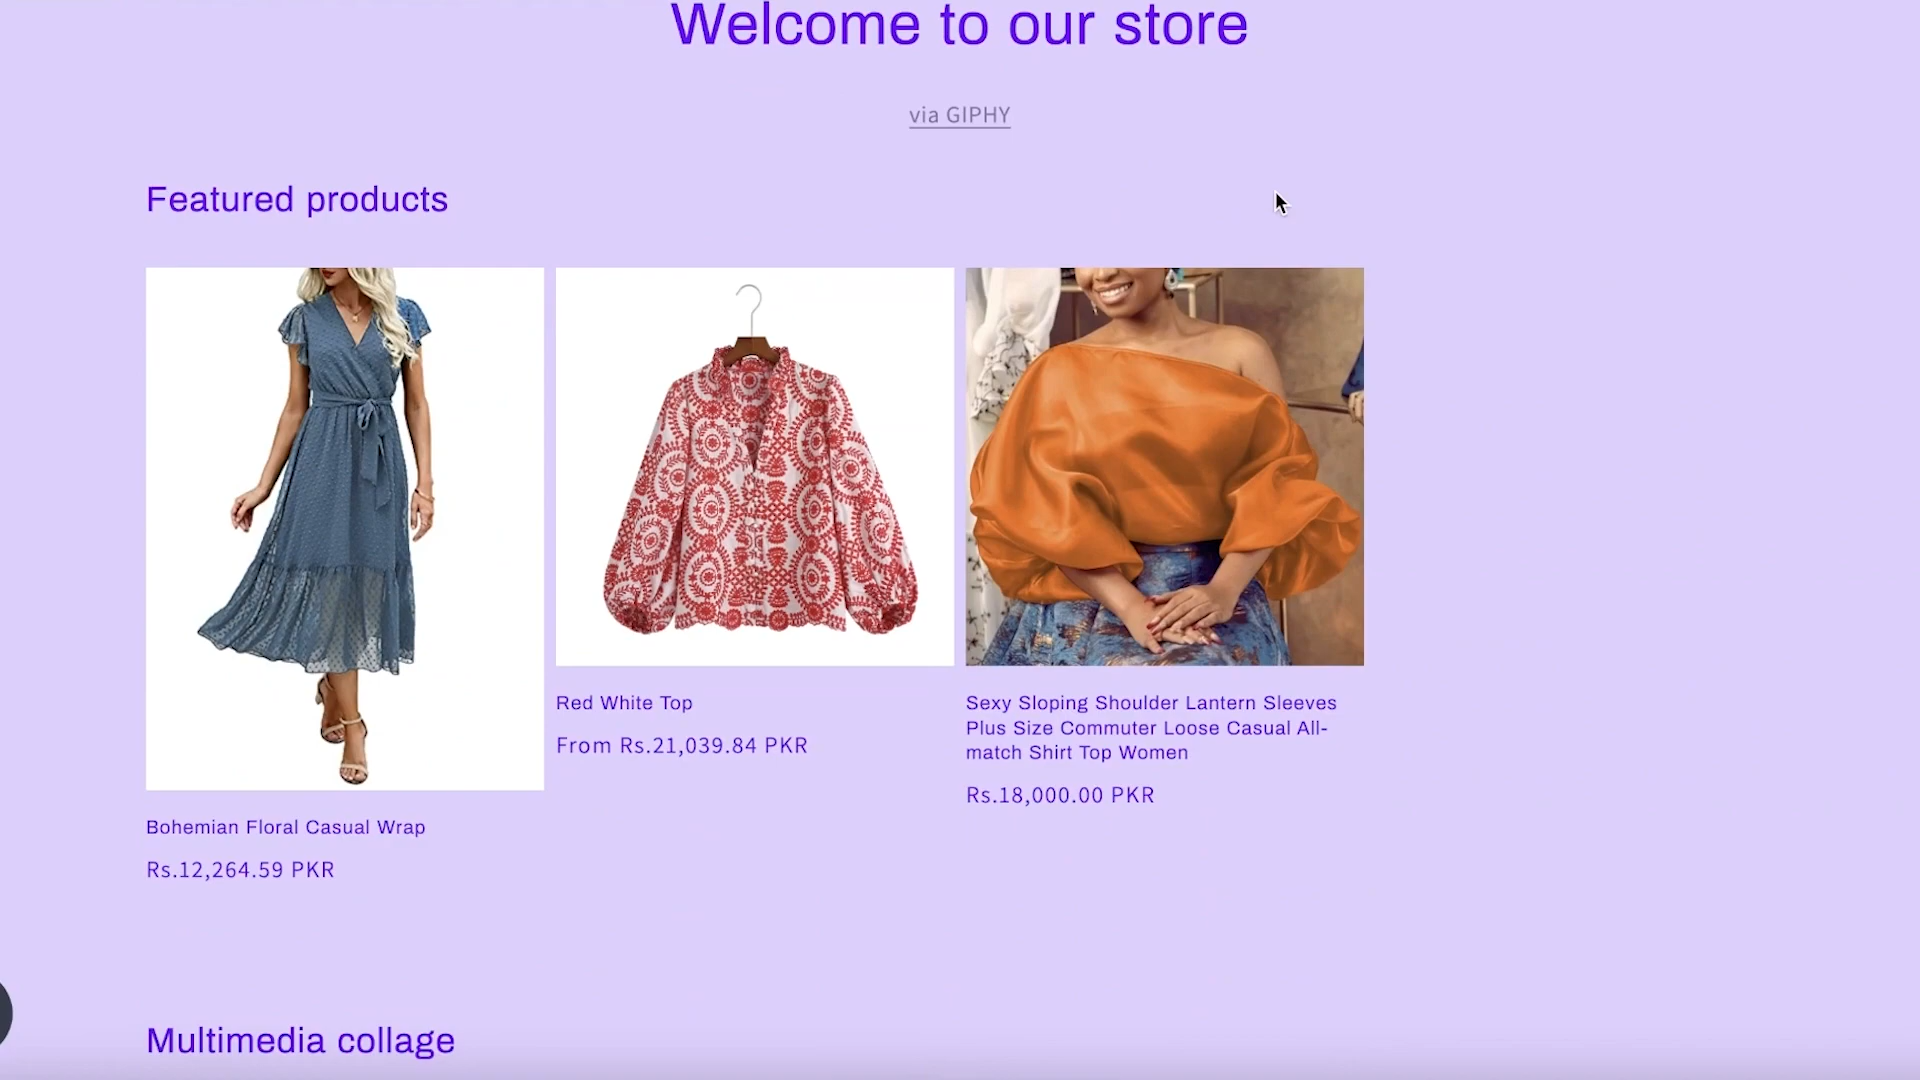 Welcome to our store
via GIPHY
Featured products
Bohemian Floral Casual Wrap
Rs.12,264.59 PKR
Red White Top
From Rs.21,039.84 PKR
Sexy Sloping Shoulder Lantern Sleeves
Plus Size Commuter Loose Casual All-
match Shirt Top Women
Rs.18,000.00 PKR
Multimedia collage